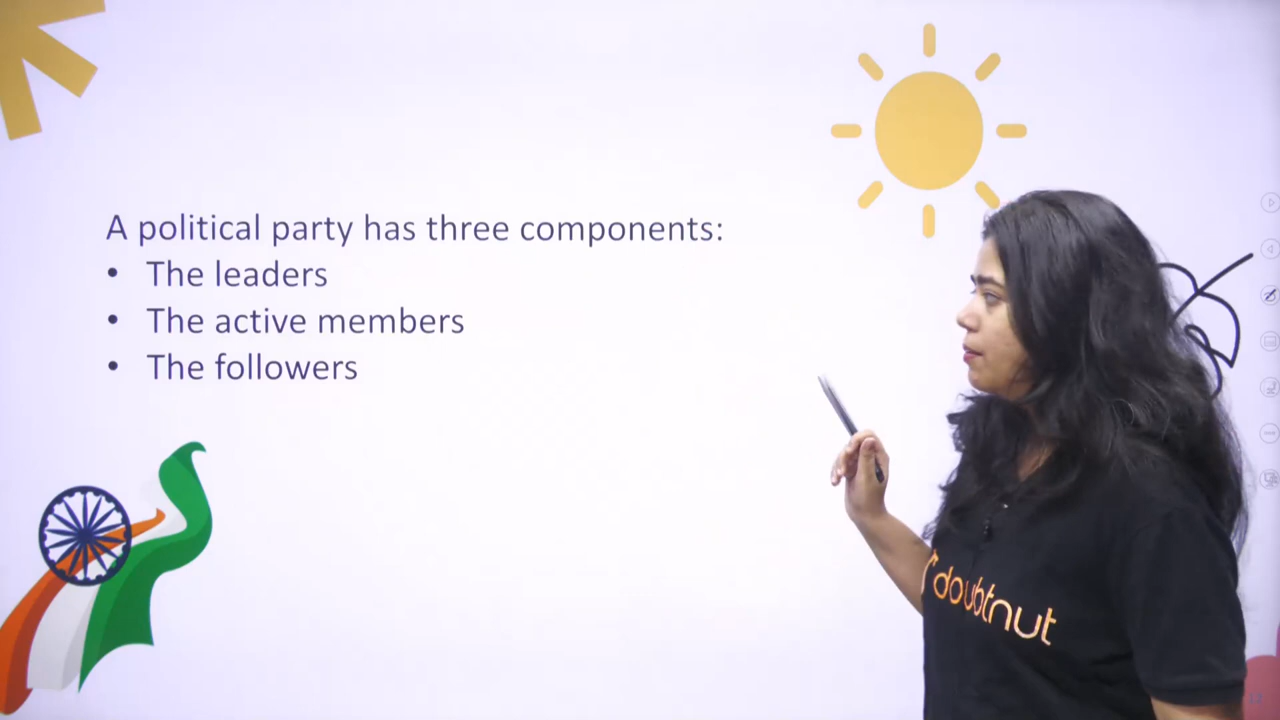 A political party has three components:
• The leaders
• The active members
• The followers
doubtnut